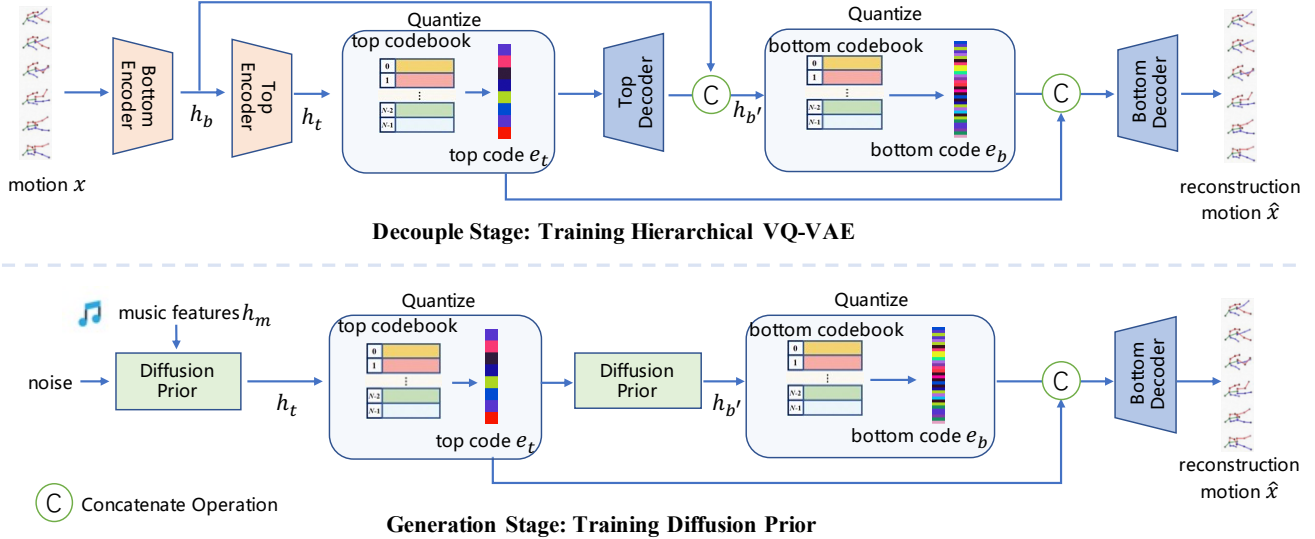 Quantize
Quantize
top codebook
bottom codebook
0
1
⋮
N-2
N-1
0
1
⋮
N-2
N-1
Bottom
Encoder
Top
Encoder
Top
Decoder
Bottom
Decoder
C
C
h_b
h_t
h_b′
top code e_t
bottom code e_b
motion x
reconstruction
motion x̂
Decouple Stage: Training Hierarchical VQ-VAE
music features h_m
Quantize
Quantize
top codebook
bottom codebook
0
1
⋮
N-2
N-1
0
1
⋮
N-2
N-1
noise
Diffusion
Prior
h_t
Diffusion
Prior
h_b′
C
Bottom
Decoder
top code e_t
bottom code e_b
reconstruction
motion x̂
C Concatenate Operation
Generation Stage: Training Diffusion Prior